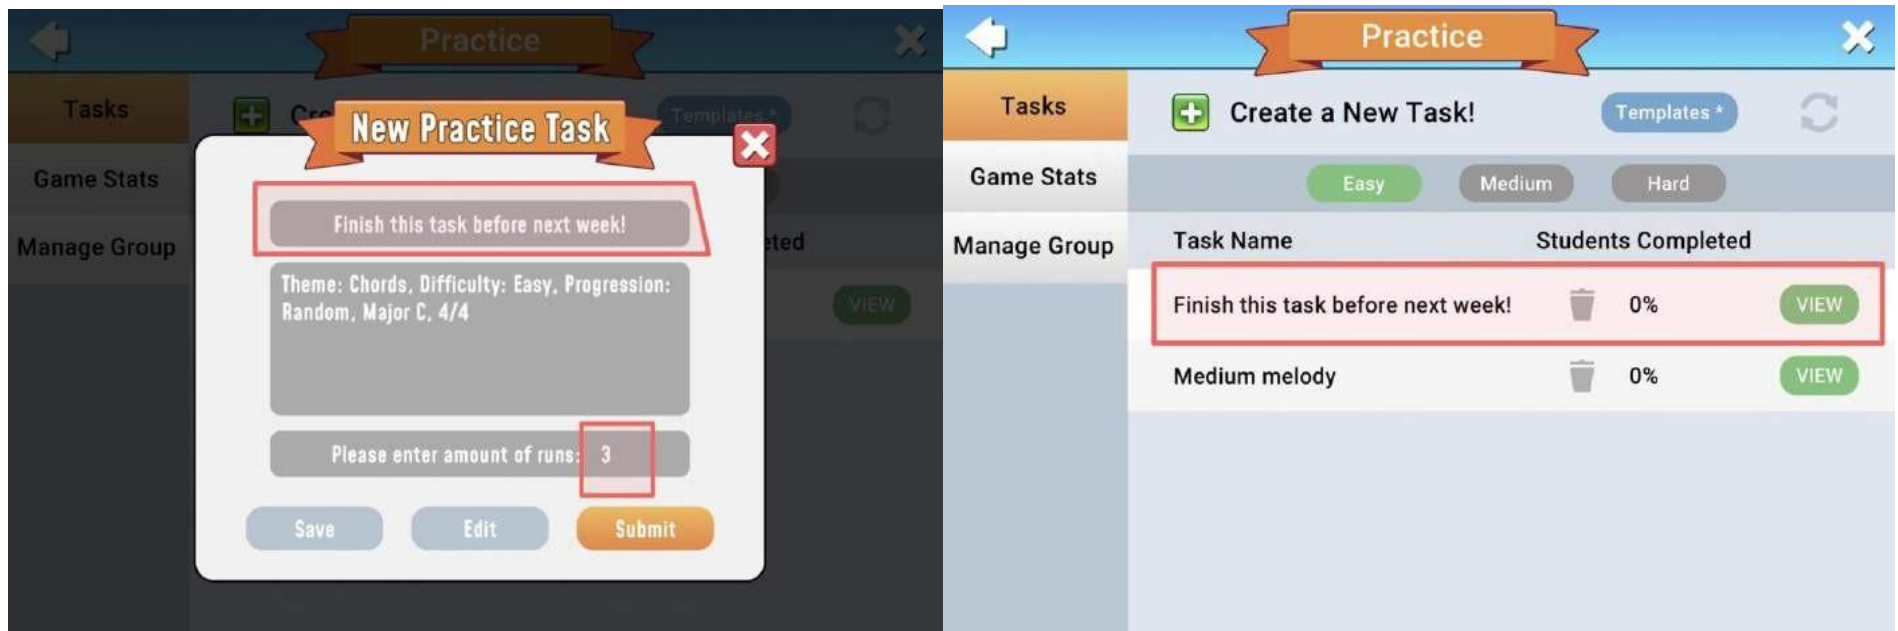 Practice
Tasks
Cre
Templates *
New Practice Task
Game Stats
Finish this task before next week!
Manage Group
eted
Theme: Chords, Difficulty: Easy, Progression:
Random, Major C, 4/4
VIEW
Please enter amount of runs: 3
Save
Edit
Submit
Practice
Tasks
Create a New Task!
Templates *
Game Stats
Easy
Medium
Hard
Manage Group
Task Name
Students Completed
Finish this task before next week!
0%
VIEW
Medium melody
0%
VIEW